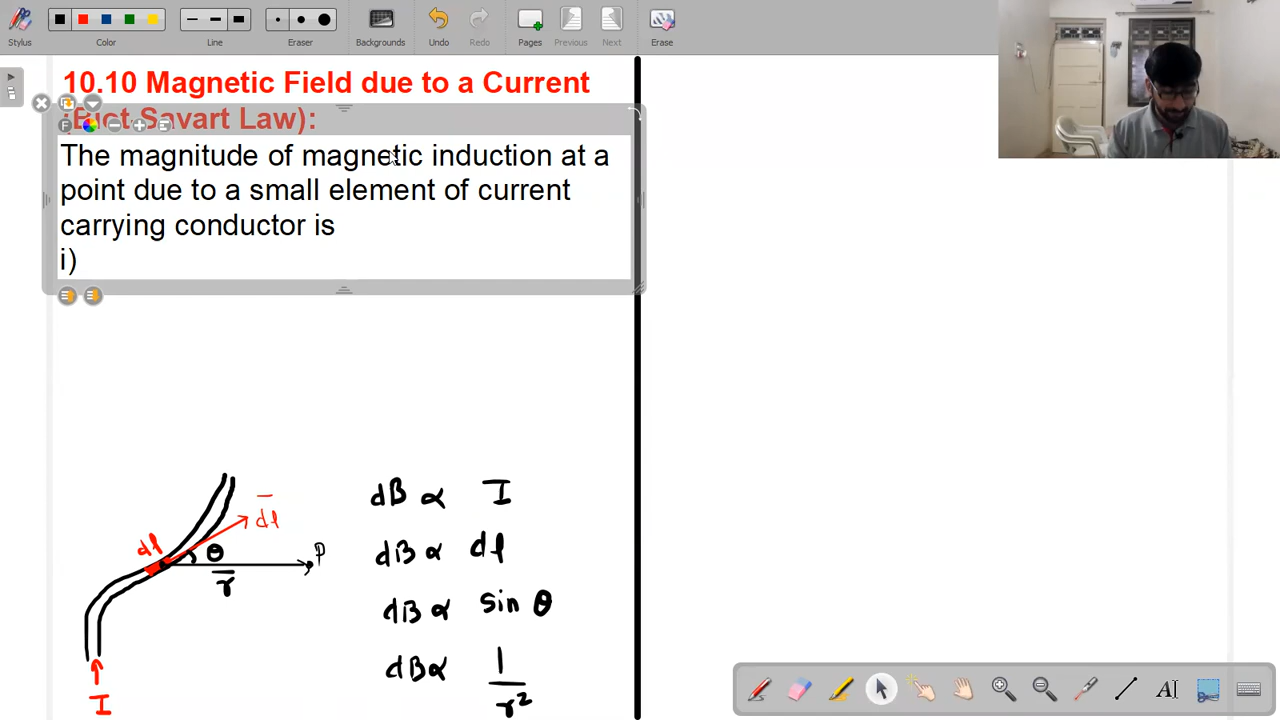 Stylus
Color
Line
Eraser
Backgrounds
Undo
Redo
Pages
Previous
Next
Erase
10.10 Magnetic Field due to a Current
(Biot Savart Law):
F
The magnitude of magnetic induction at a
point due to a small element of current
carrying conductor is
i)
dl
dl
θ
P
r
I
dB α I
dB α dl
dB α sin θ
dB α 1
r2